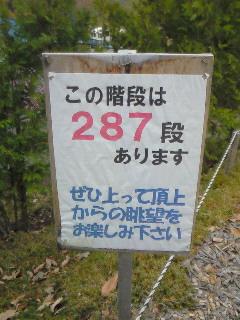 この階段は
287段
あります
ぜひ上って頂上
からの眺望を
お楽しみ下さい